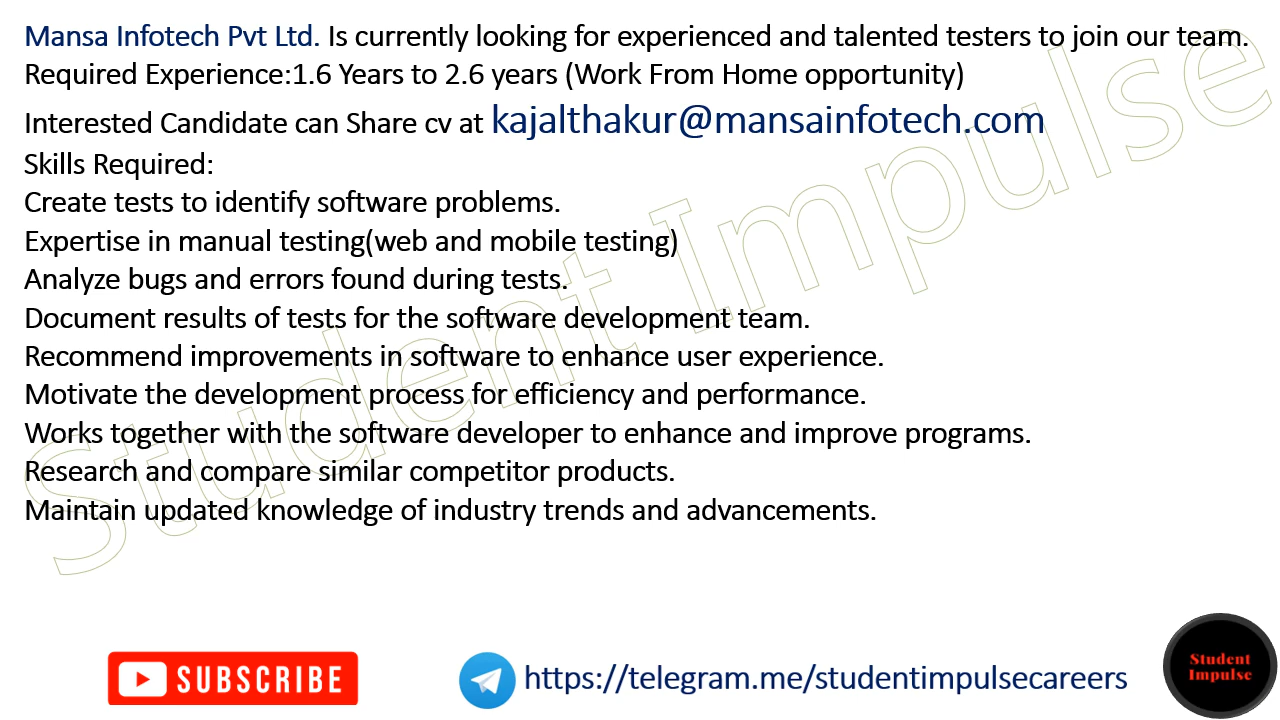 Mansa Infotech Pvt Ltd. Is currently looking for experienced and talented testers to join our team.
Required Experience:1.6 Years to 2.6 years (Work From Home opportunity)
Interested Candidate can Share cv at kajalthakur@mansainfotech.com
Skills Required:
Create tests to identify software problems.
Expertise in manual testing(web and mobile testing)
Analyze bugs and errors found during tests.
Document results of tests for the software development team.
Recommend improvements in software to enhance user experience.
Motivate the development process for efficiency and performance.
Works together with the software developer to enhance and improve programs.
Research and compare similar competitor products.
Maintain updated knowledge of industry trends and advancements.
Student Impulse
SUBSCRIBE
https://telegram.me/studentimpulsecareers
Student
Impulse